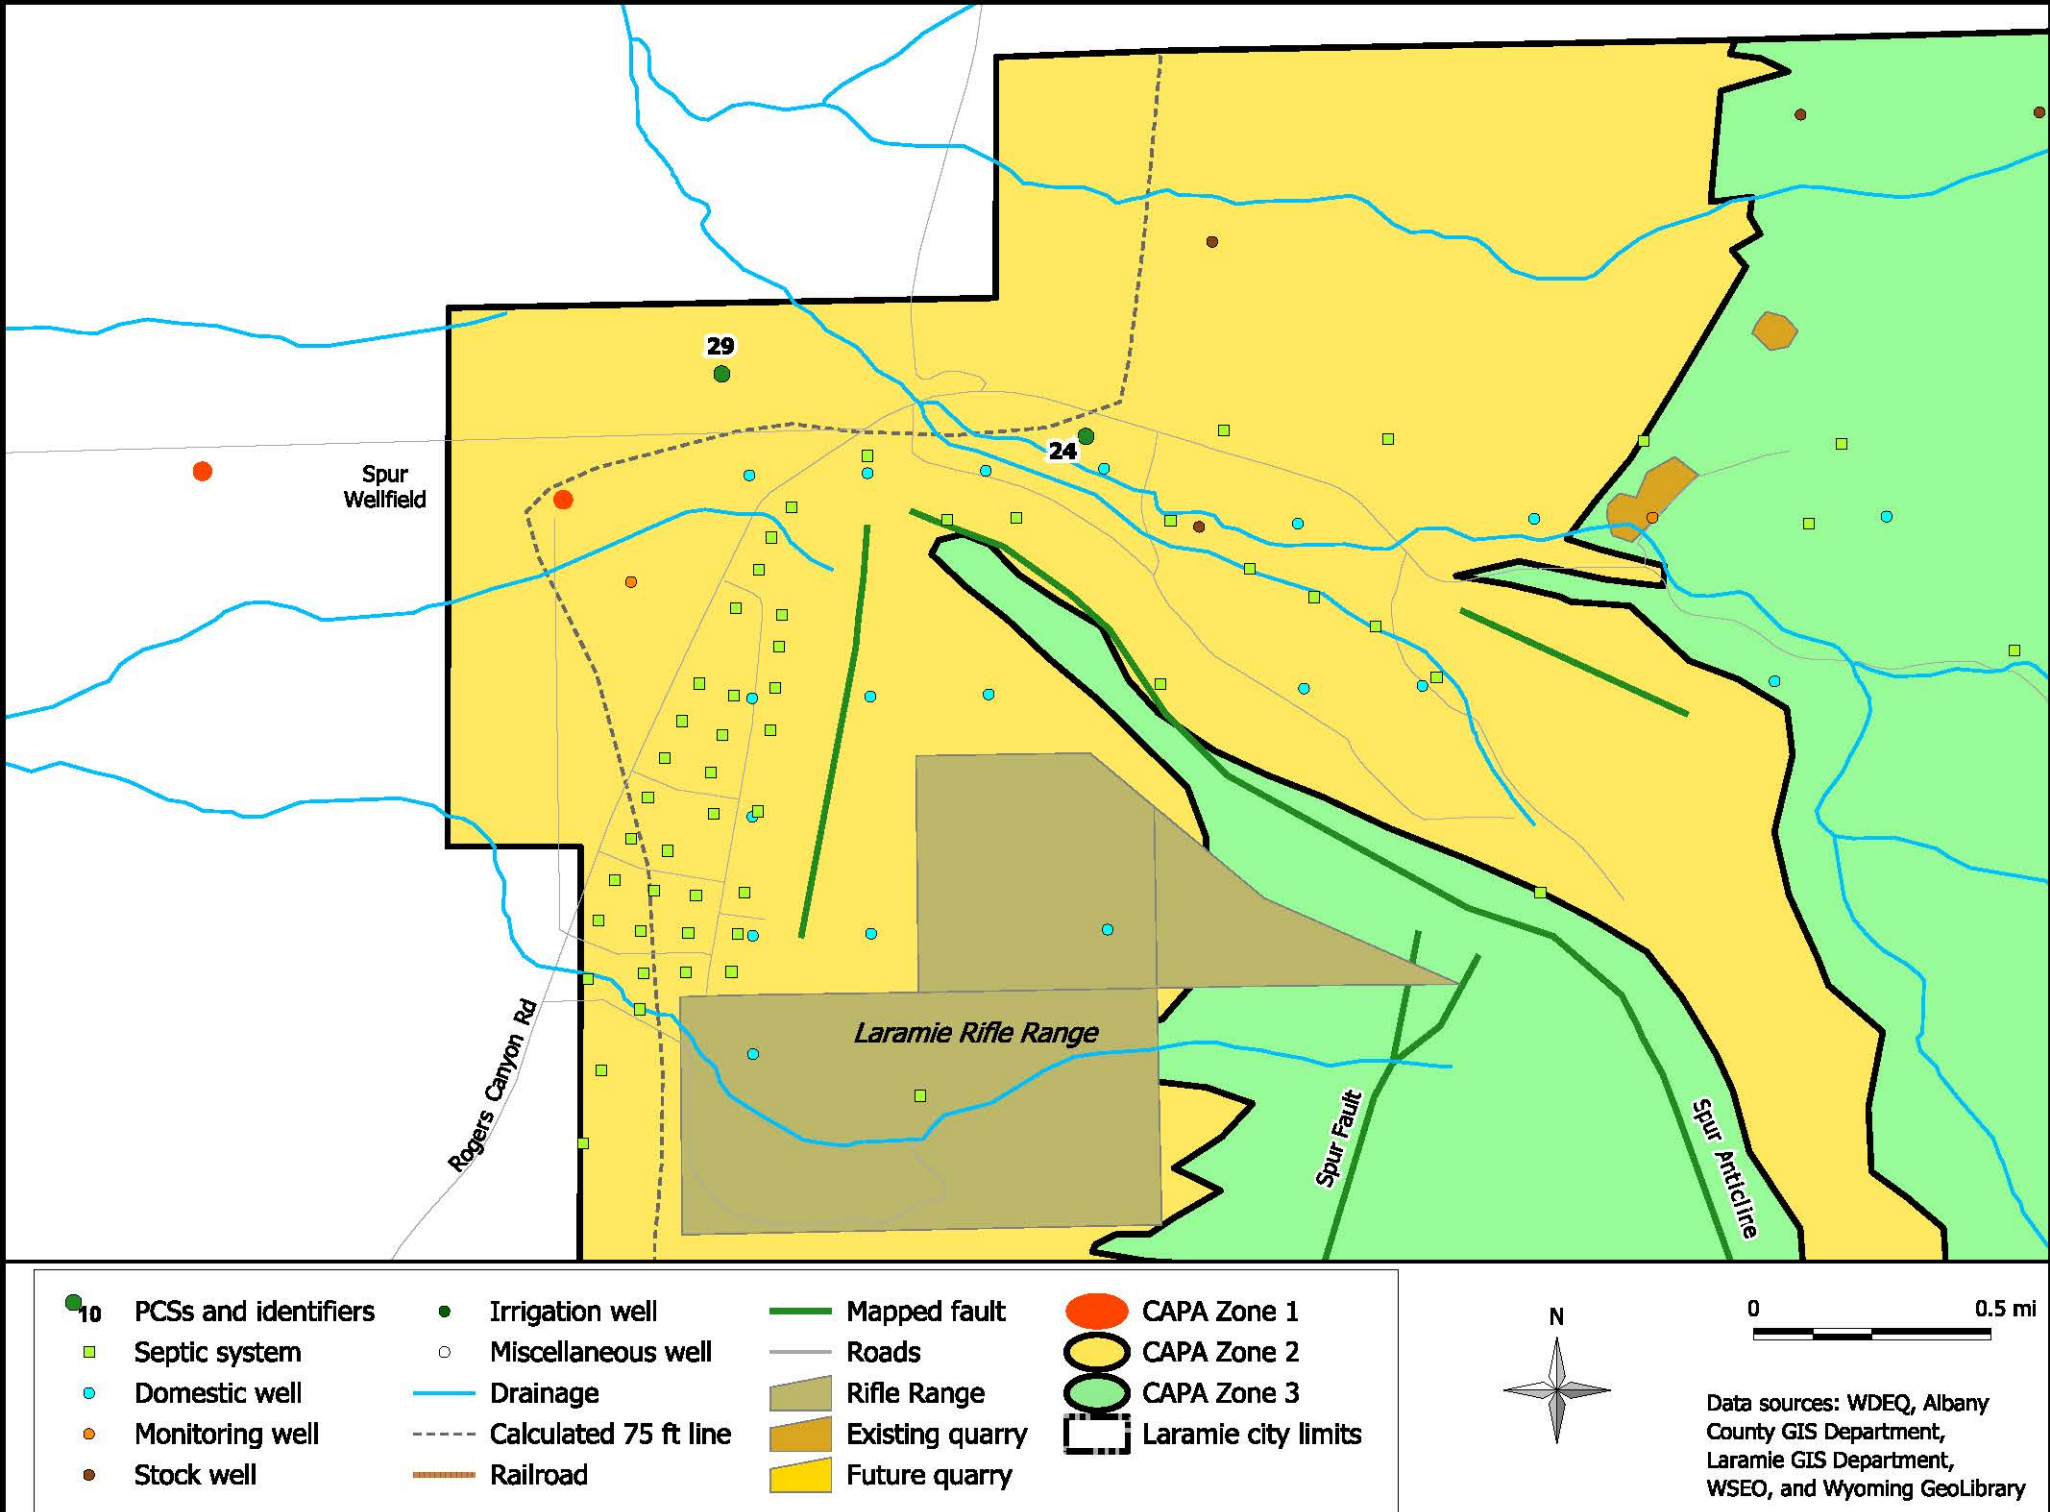 29
24
Spur
Wellfield
Laramie Rifle Range
Rogers Canyon Rd
Spur Fault
Spur Anticline
10 PCSs and identifiers
Septic system
Domestic well
Monitoring well
Stock well
Irrigation well
Miscellaneous well
Drainage
Calculated 75 ft line
Railroad
Mapped fault
Roads
Rifle Range
Existing quarry
Future quarry
CAPA Zone 1
CAPA Zone 2
CAPA Zone 3
Laramie city limits
N
0 0.5 mi
Data sources: WDEQ, Albany
County GIS Department,
Laramie GIS Department,
WSEO, and Wyoming GeoLibrary